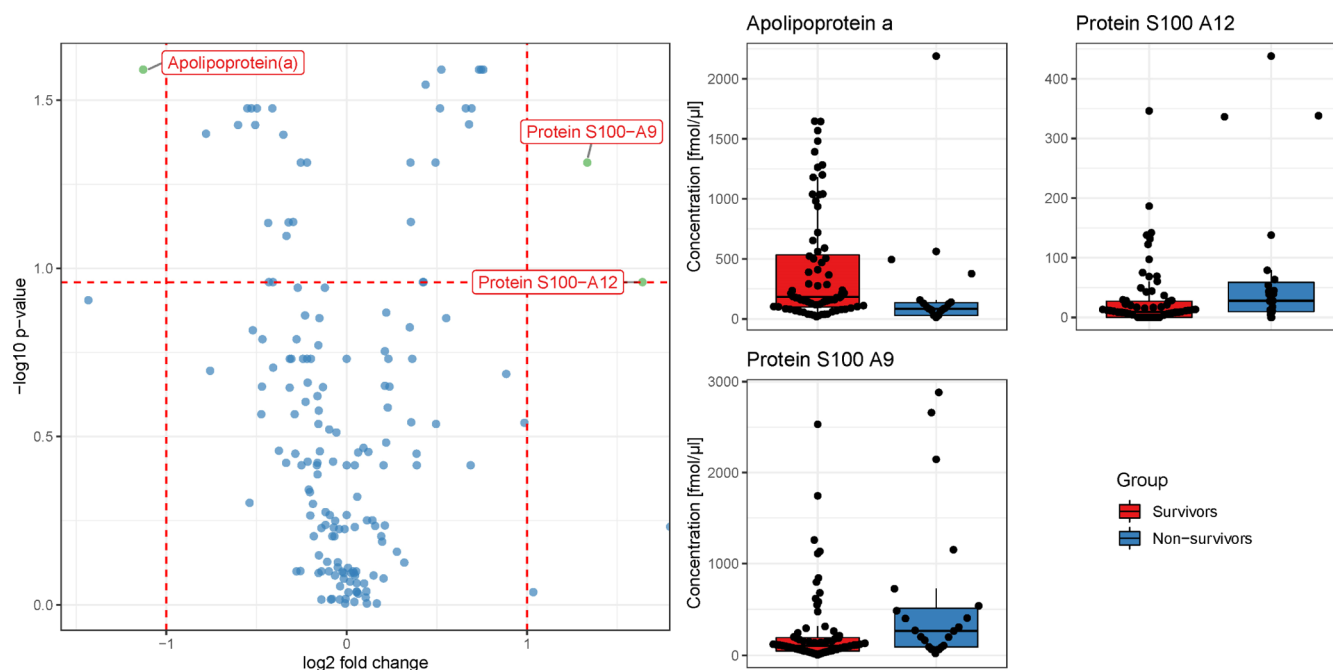 Apolipoprotein(a)
Protein S100−A9
Protein S100−A12
1.5
1.0
0.5
0.0
−log10 p−value
−1
0
1
log2 fold change
Apolipoprotein a
Concentration [fmol/µl]
2000
1500
1000
500
0
Protein S100 A12
400
300
200
100
0
Protein S100 A9
Concentration [fmol/µl]
3000
2000
1000
0
Group
Survivors
Non−survivors